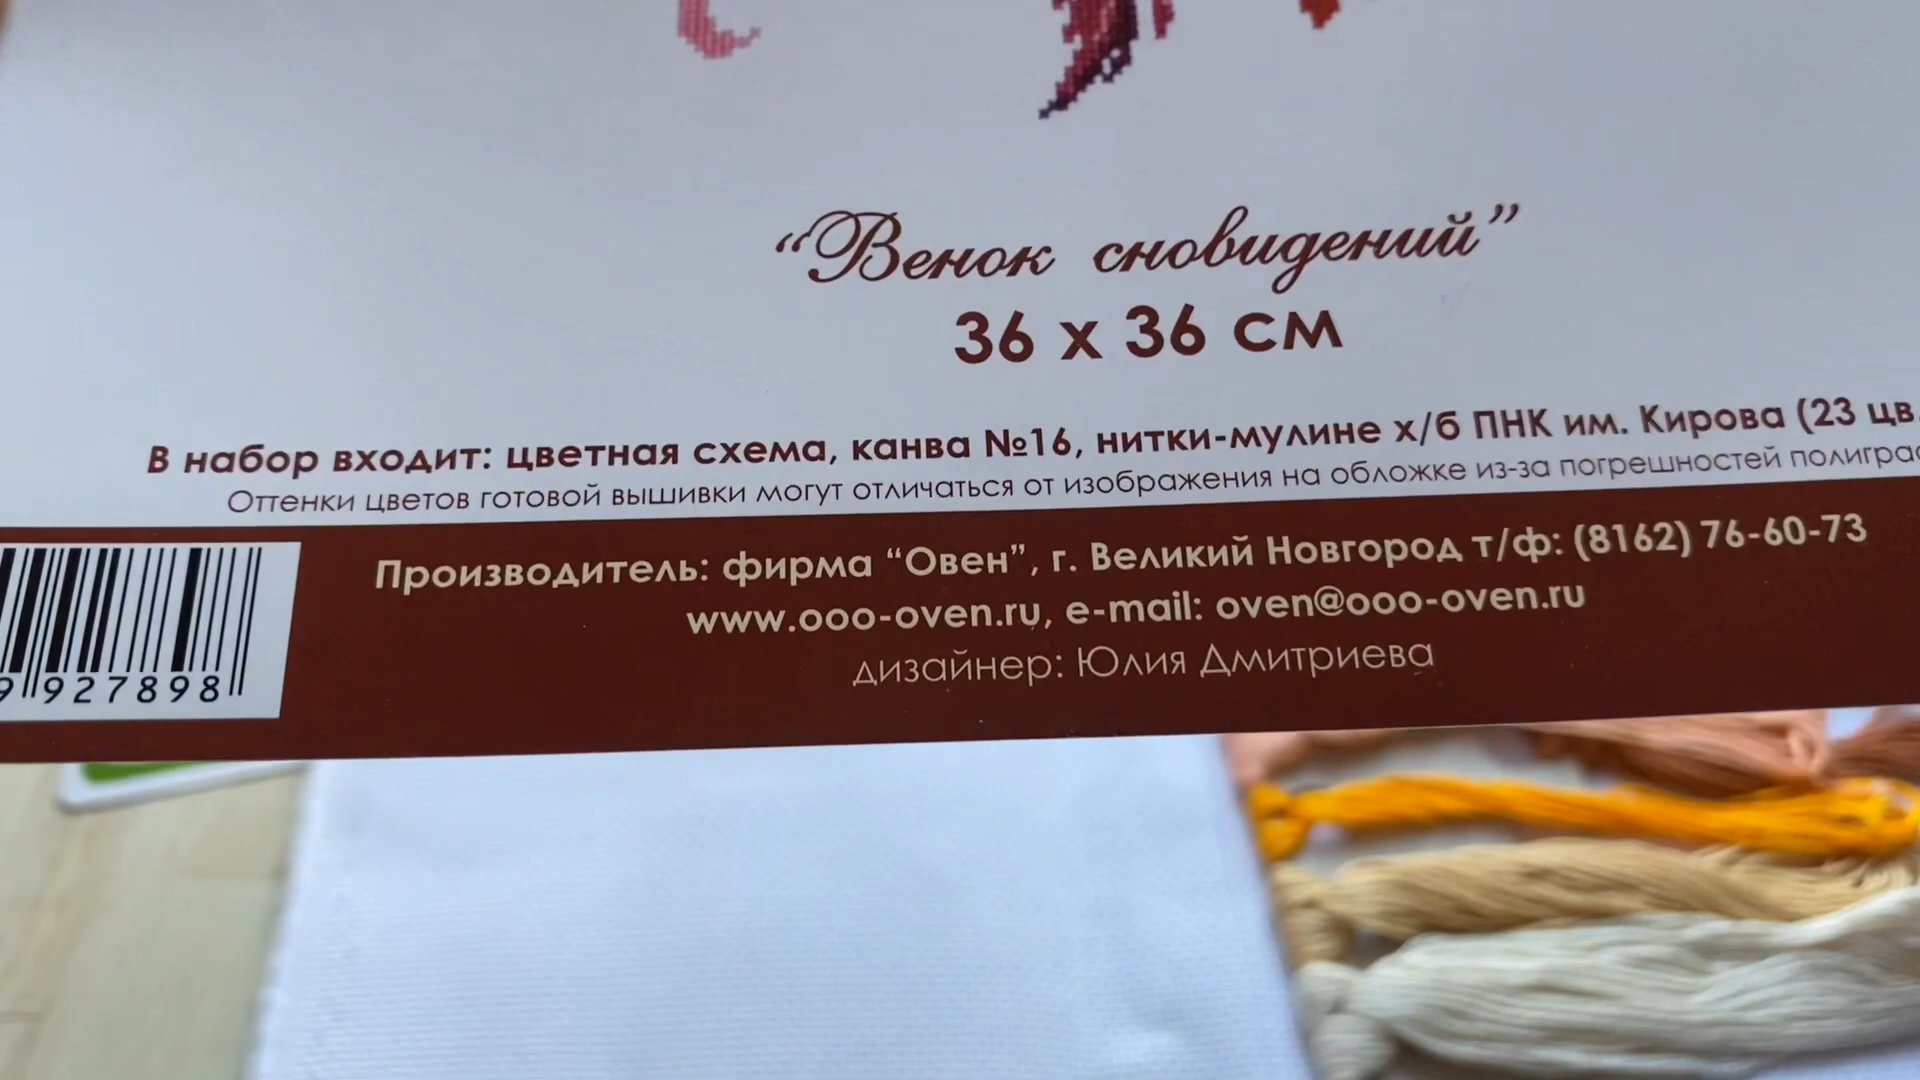 “Венок сновидений”
36 х 36 см
В набор входит: цветная схема, канва №16, нитки-мулине х/б ПНК им. Кирова (23 цв.
Оттенки цветов готовой вышивки могут отличаться от изображения на обложке из-за погрешностей
Производитель: фирма “Овен”, г. Великий Новгород т/ф: (8162) 76-60-73
www.ooo-oven.ru, e-mail: oven@ooo-oven.ru
дизайнер: Юлия Дмитриева
9 927898